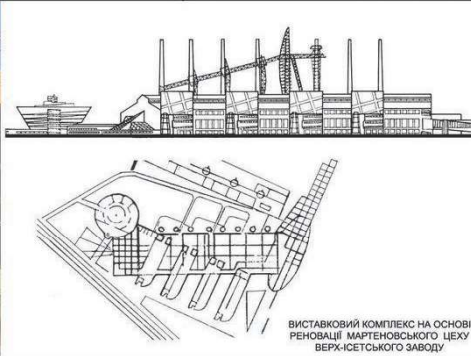 ВИСТАВКОВИЙ КОМПЛЕКС НА ОСНОВІ
РЕНОВАЦІЇ МАРТЕНОВСЬКОГО ЦЕХУ
ВЕРХ-ІСЕТСЬКОГО ЗАВОДУ